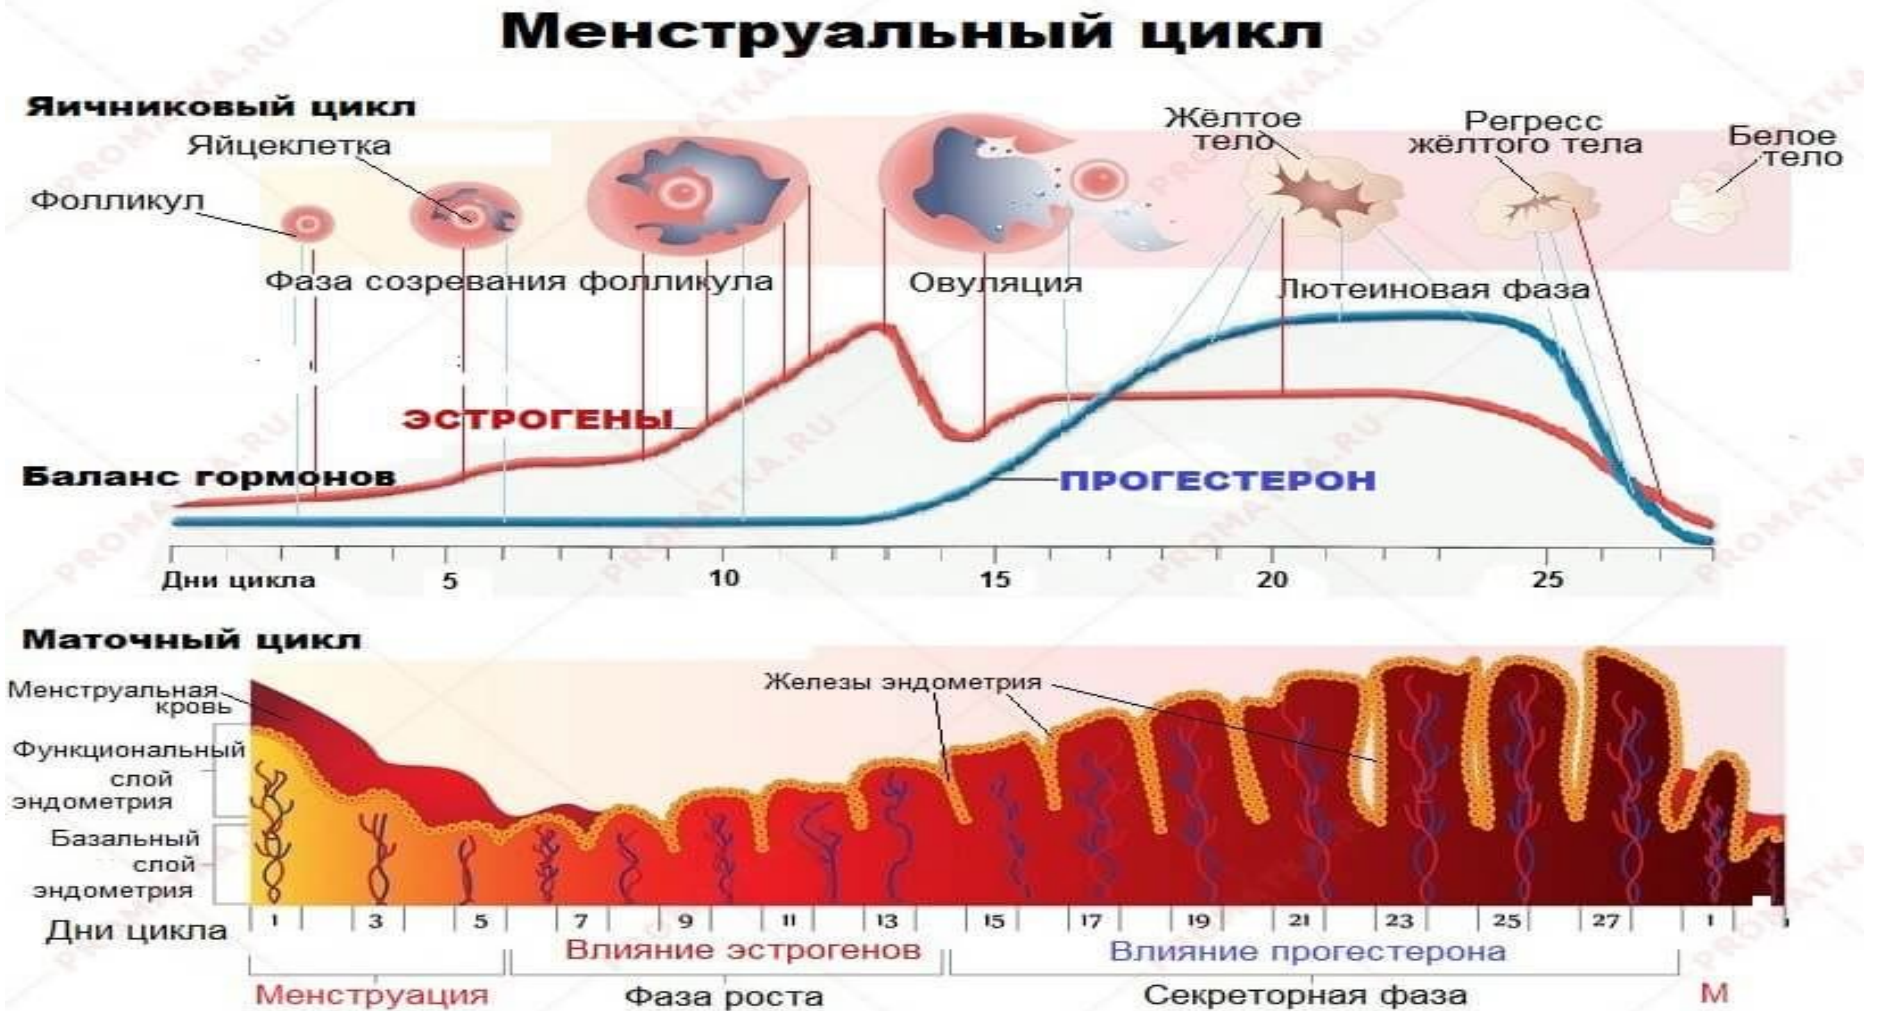 Менструальный цикл
Яичниковый цикл
Яйцеклетка
Фолликул
Жёлтое
тело
Регресс
жёлтого тела
Белое
тело
Фаза созревания фолликула
Овуляция
Лютеиновая фаза
ЭСТРОГЕНЫ
Баланс гормонов
ПРОГЕСТЕРОН
Дни цикла 5 10 15 20 25
Маточный цикл
Менструальная
кровь
Железы эндометрия
Функциональный
слой
эндометрия
Базальный
слой
эндометрия
Дни цикла 1 3 5 7 9 11 13 15 17 19 21 23 25 27 1
Влияние эстрогенов Влияние прогестерона
Менструация Фаза роста Секреторная фаза М
PROMATKA.RU